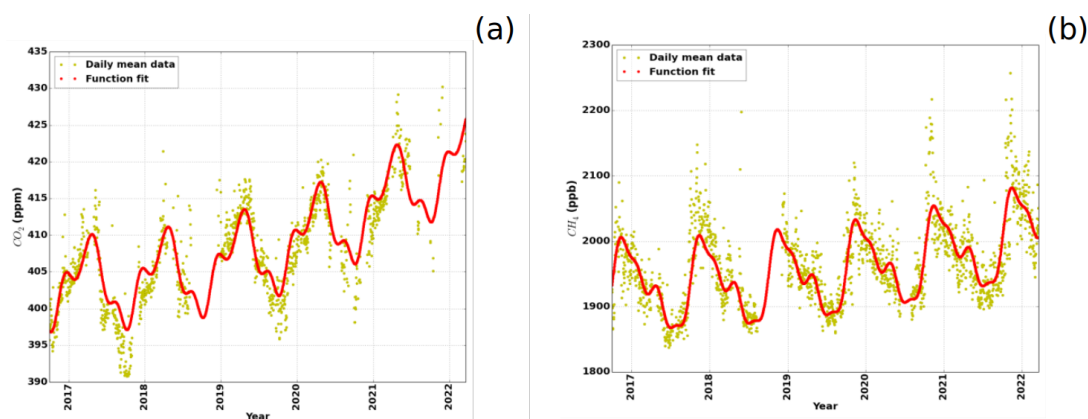 (a)
435
430
425
420
415
410
405
400
395
390
CO₂ (ppm)
Daily mean data
Function fit
2017
2018
2019
2020
2021
2022
Year
(b)
2300
2200
2100
2000
1900
1800
CH₄ (ppb)
Daily mean data
Function fit
2017
2018
2019
2020
2021
2022
Year